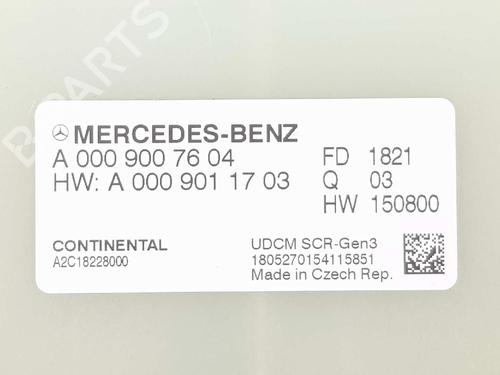 B-PARTS
MERCEDES-BENZ
A 000 900 76 04 FD 1821
HW: A 000 901 17 03 Q 03
HW 150800
CONTINENTAL UDCM SCR-Gen3
A2C18228000 1805270154115851
Made in Czech Rep.